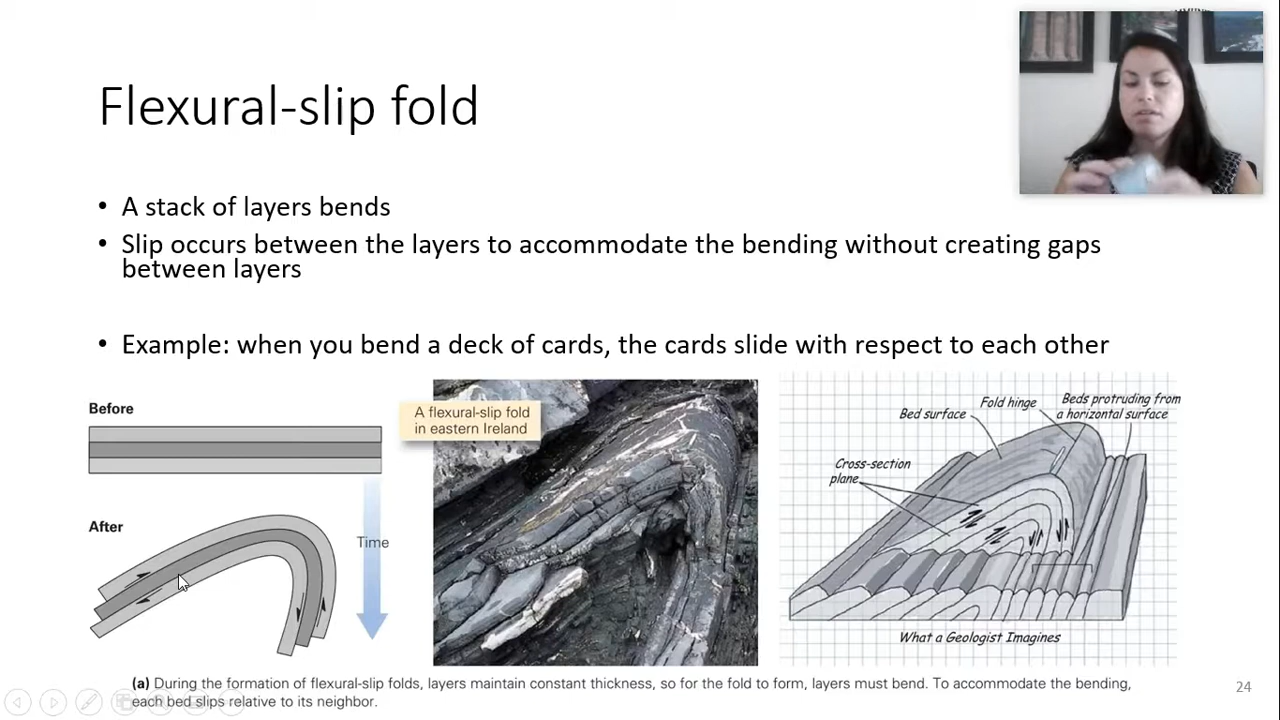 Flexural-slip fold
• A stack of layers bends
• Slip occurs between the layers to accommodate the bending without creating gaps
between layers
• Example: when you bend a deck of cards, the cards slide with respect to each other
Before
After
Time
A flexural-slip fold
in eastern Ireland
Bed surface
Fold hinge
Beds protruding from
a horizontal surface
Cross-section
plane
What a Geologist Imagines
(a) During the formation of flexural-slip folds, layers maintain constant thickness, so for the fold to form, layers must bend. To accommodate the bending,
each bed slips relative to its neighbor.
24